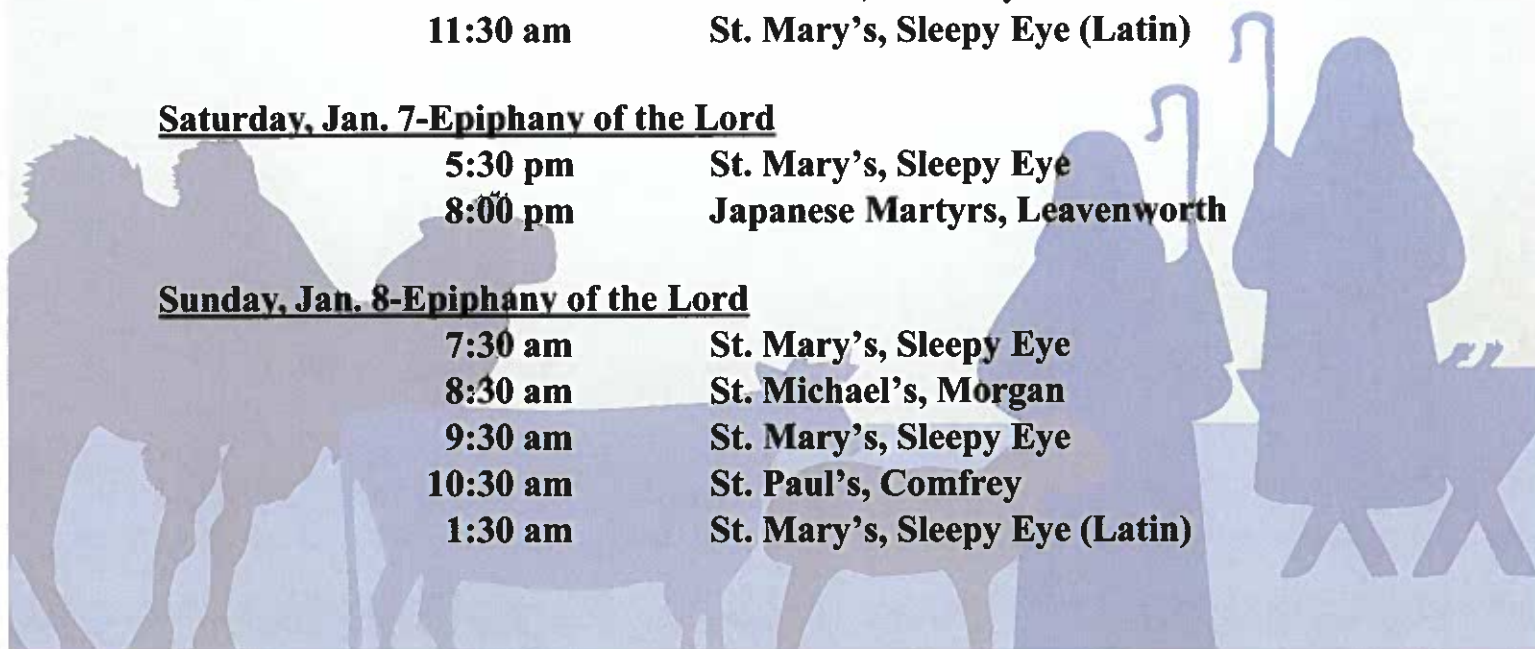 11:30 am St. Mary's, Sleepy Eye (Latin)
Saturday, Jan. 7-Epiphany of the Lord
5:30 pm St. Mary's, Sleepy Eye
8:00 pm Japanese Martyrs, Leavenworth
Sunday, Jan. 8-Epiphany of the Lord
7:30 am St. Mary's, Sleepy Eye
8:30 am St. Michael's, Morgan
9:30 am St. Mary's, Sleepy Eye
10:30 am St. Paul's, Comfrey
1:30 am St. Mary's, Sleepy Eye (Latin)